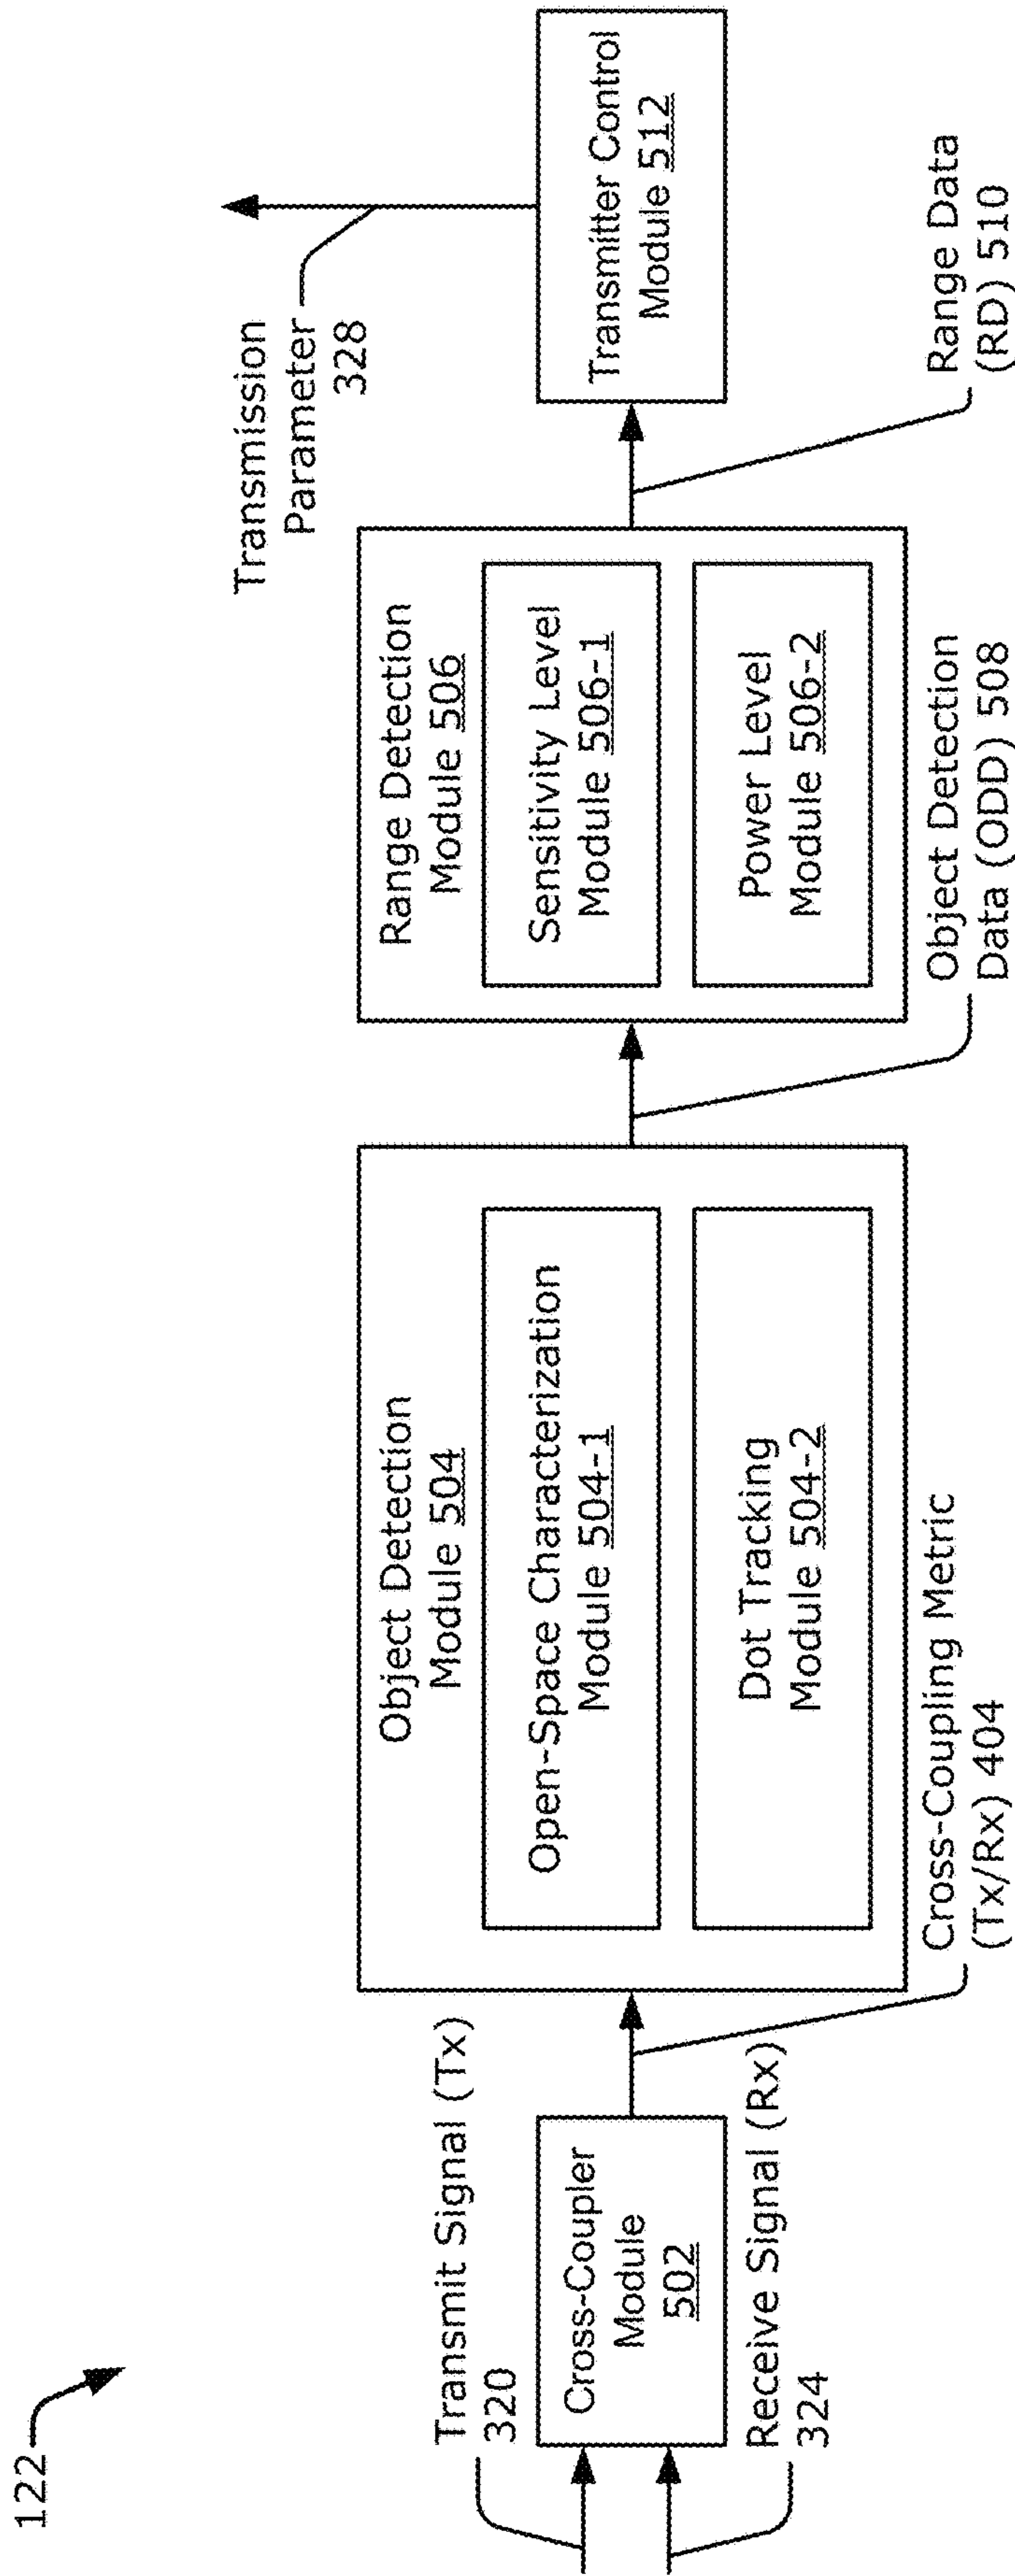 122
Transmit Signal (Tx)
320
Cross-Coupler
Module
502
Receive Signal (Rx)
324
Cross-Coupling Metric
(Tx/Rx) 404
Object Detection
Module 504
Open-Space Characterization
Module 504-1
Dot Tracking
Module 504-2
Object Detection
Data (ODD) 508
Range Detection
Module 506
Sensitivity Level
Module 506-1
Power Level
Module 506-2
Range Data
(RD) 510
Transmitter Control
Module 512
Transmission
Parameter
328